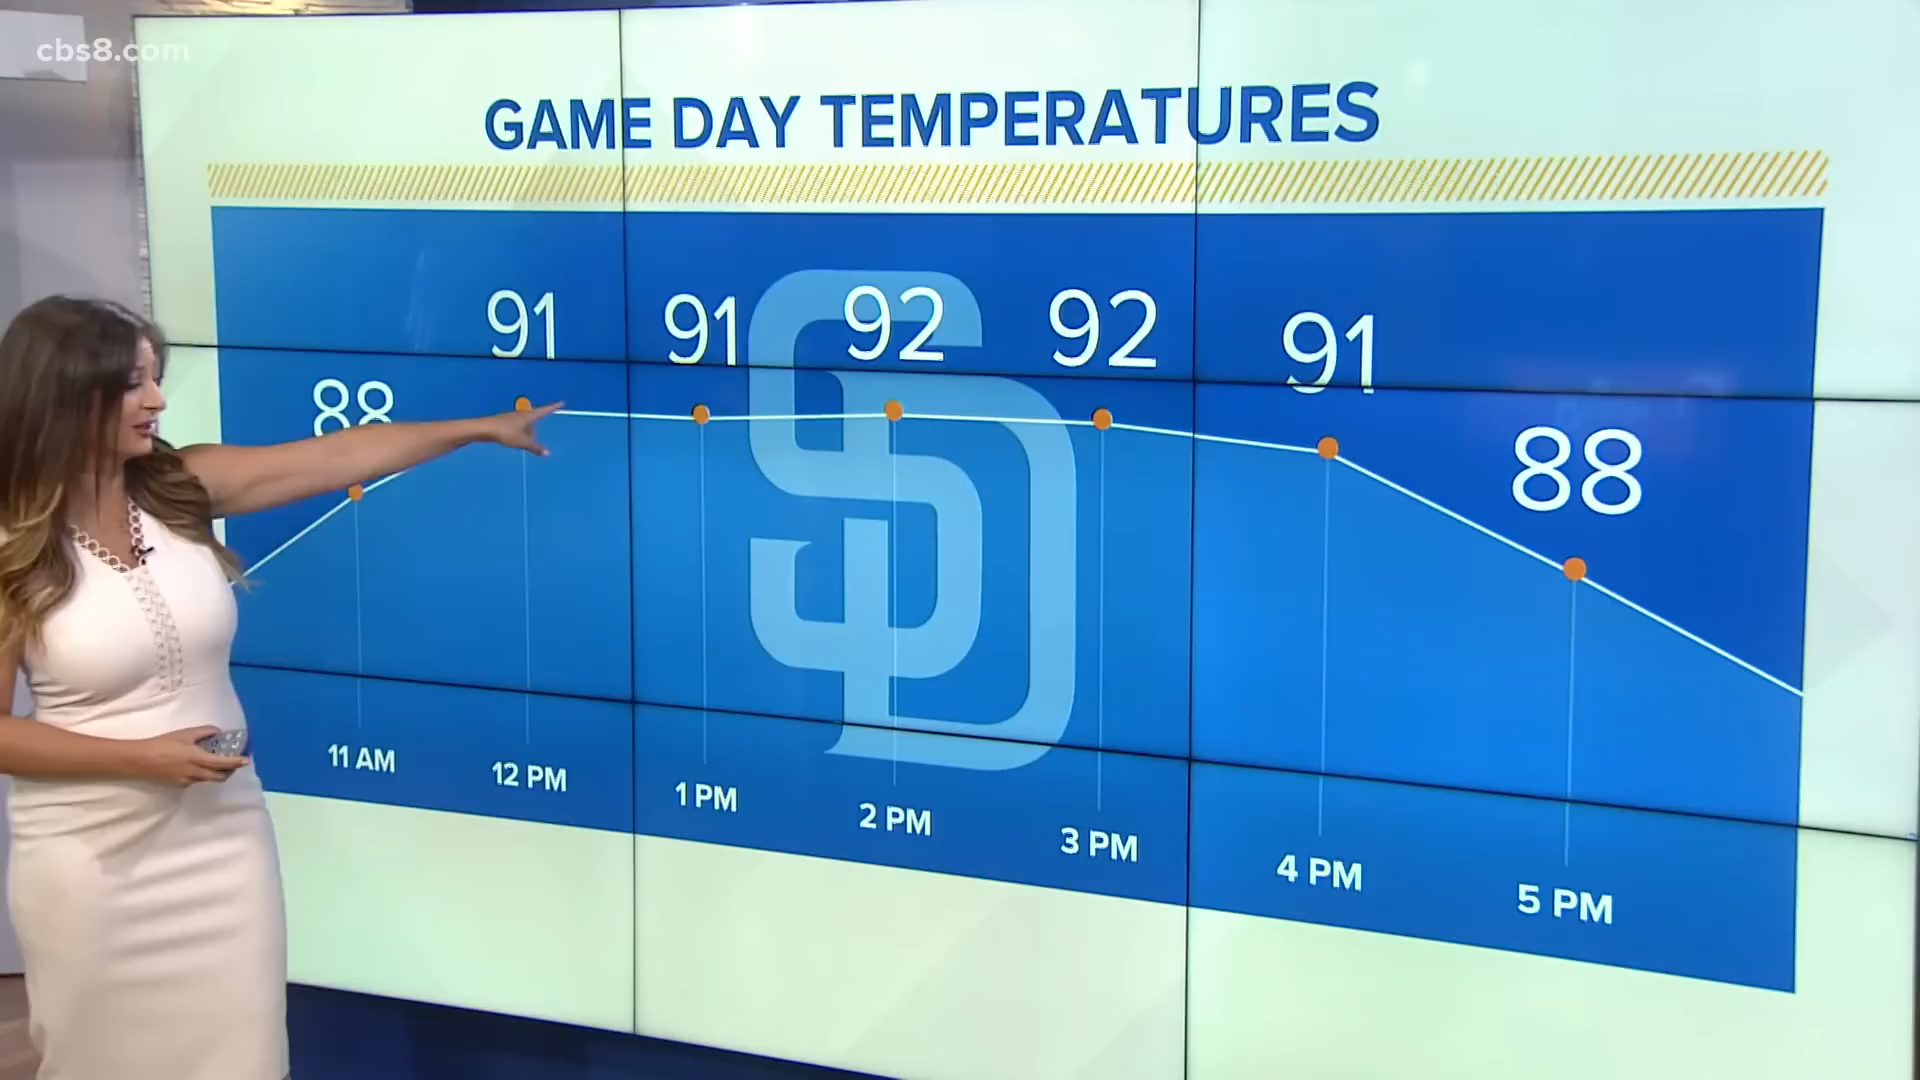 cbs8.com
GAME DAY TEMPERATURES
88 91 91 92 92 91 88
11 AM 12 PM 1 PM 2 PM 3 PM 4 PM 5 PM
SD